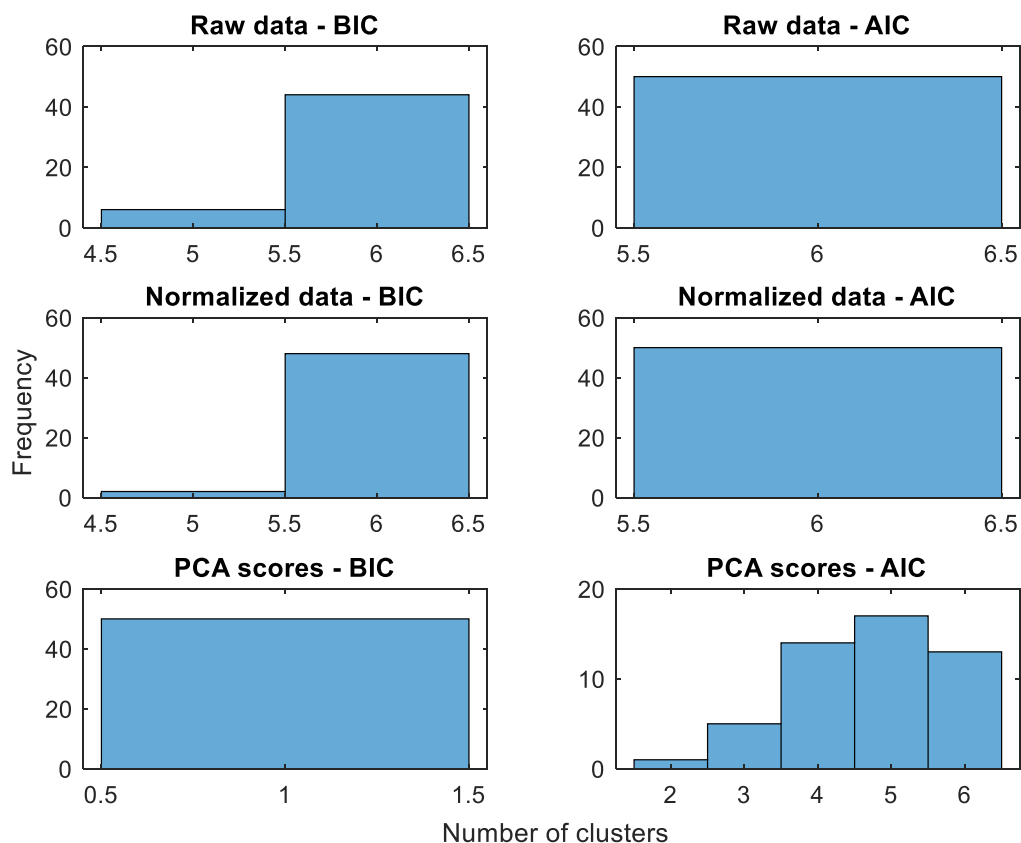 Raw data - BIC
60
40
20
0
4.5 5 5.5 6 6.5
Raw data - AIC
60
40
20
0
5.5 6 6.5
Normalized data - BIC
60
40
20
0
4.5 5 5.5 6 6.5
Normalized data - AIC
60
40
20
0
5.5 6 6.5
Frequency
PCA scores - BIC
60
40
20
0
0.5 1 1.5
PCA scores - AIC
20
10
0
2 3 4 5 6
Number of clusters